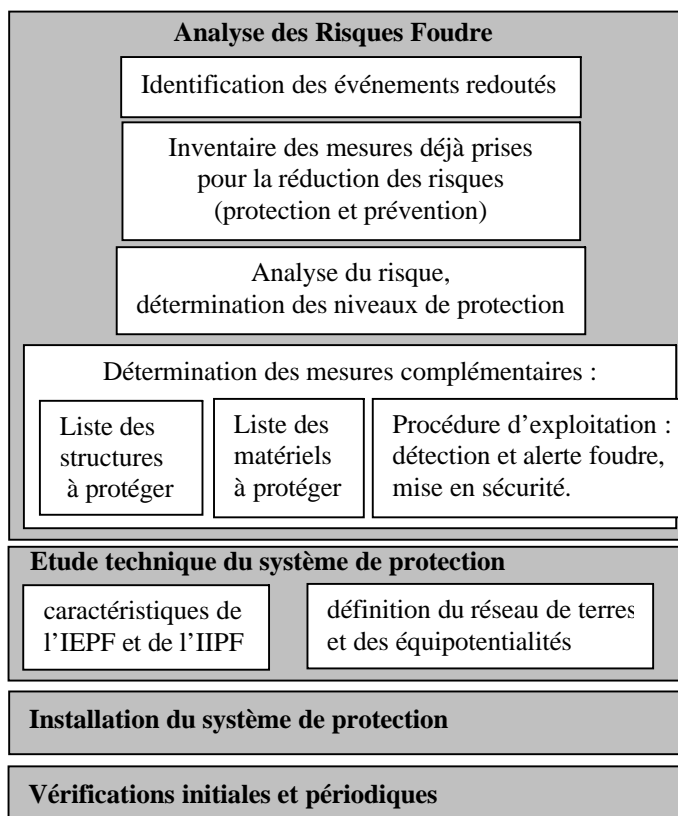 Analyse des Risques Foudre
Identification des événements redoutés
Inventaire des mesures déjà prises
pour la réduction des risques
(protection et prévention)
Analyse du risque,
détermination des niveaux de protection
Détermination des mesures complémentaires :
Liste des
structures
à protéger
Liste des
matériels
à protéger
Procédure d'exploitation :
détection et alerte foudre,
mise en sécurité.
Etude technique du système de protection
caractéristiques de
l'IEPF et de l'IIPF
définition du réseau de terres
et des équipotentialités
Installation du système de protection
Vérifications initiales et périodiques